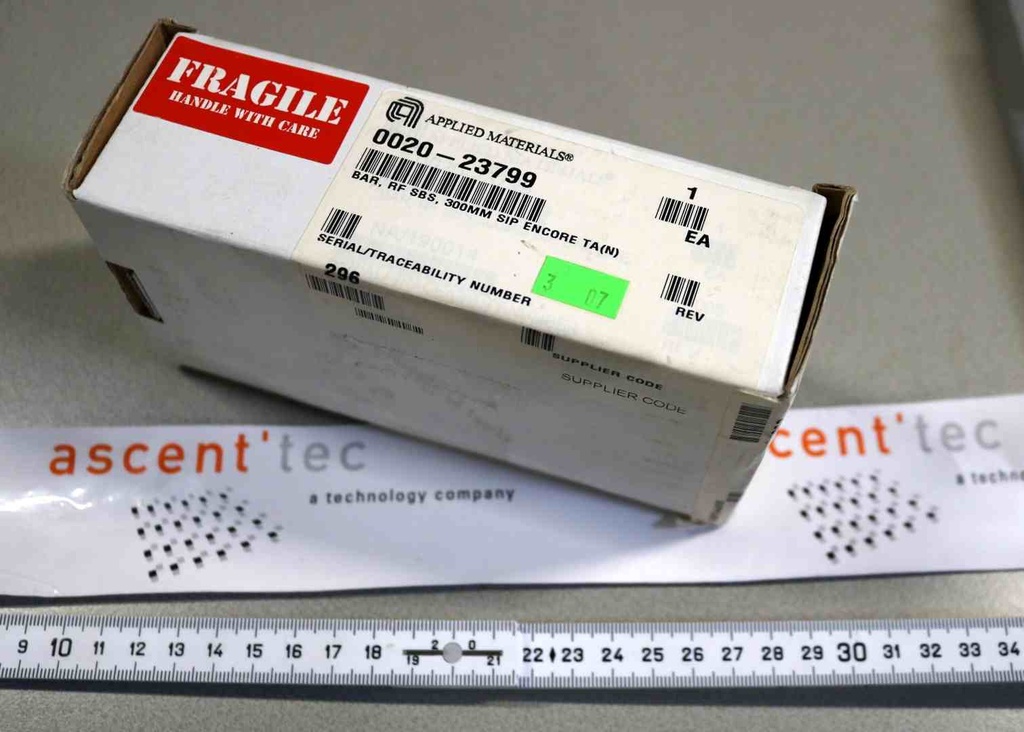 FRAGILE
HANDLE WITH CARE
APPLIED MATERIALS®
0020-23799
BAR, RF SBS, 300MM SIP ENCORE TA(N)
1
EA
SERIAL/TRACEABILITY NUMBER
3 07
REV
296
SUPPLIER CODE
SUPPLIER CODE
ascent'tec
a technology company
cent'tec
a techno
9 10 11 12 13 14 15 16 17 18 19 20 21 22 23 24 25 26 27 28 29 30 31 32 33 34